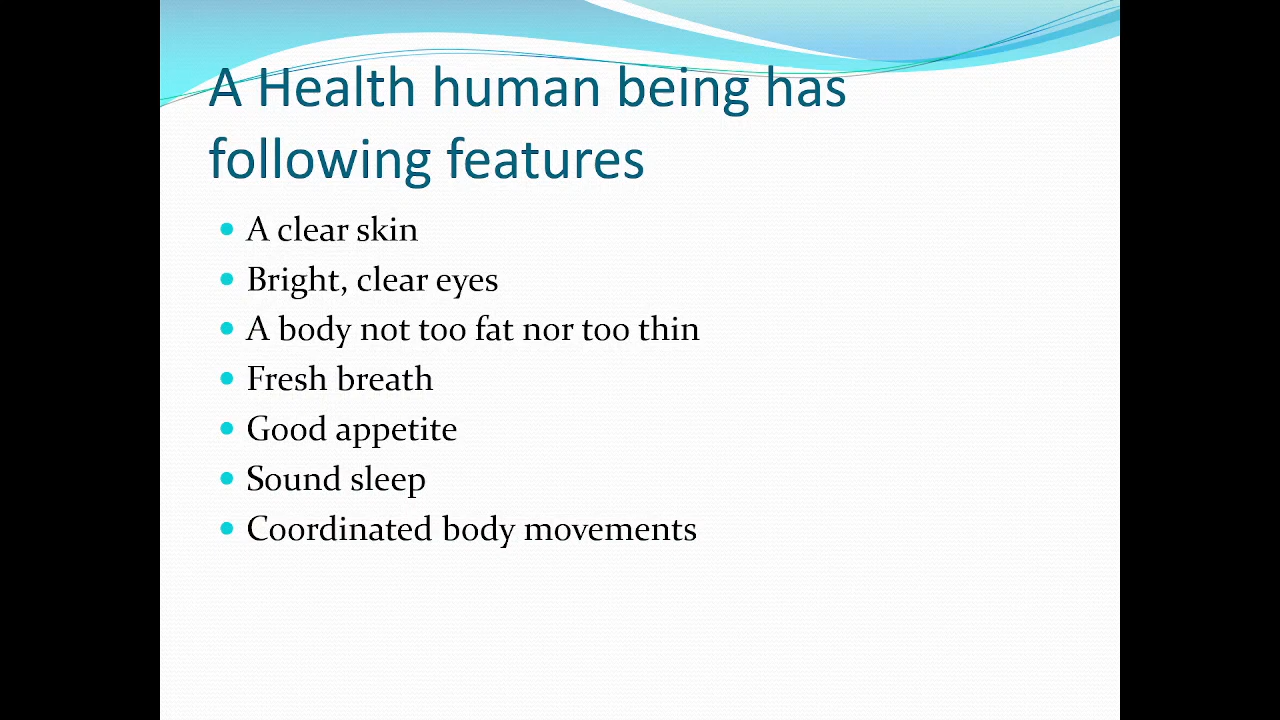 A Health human being has
following features
A clear skin
Bright, clear eyes
A body not too fat nor too thin
Fresh breath
Good appetite
Sound sleep
Coordinated body movements